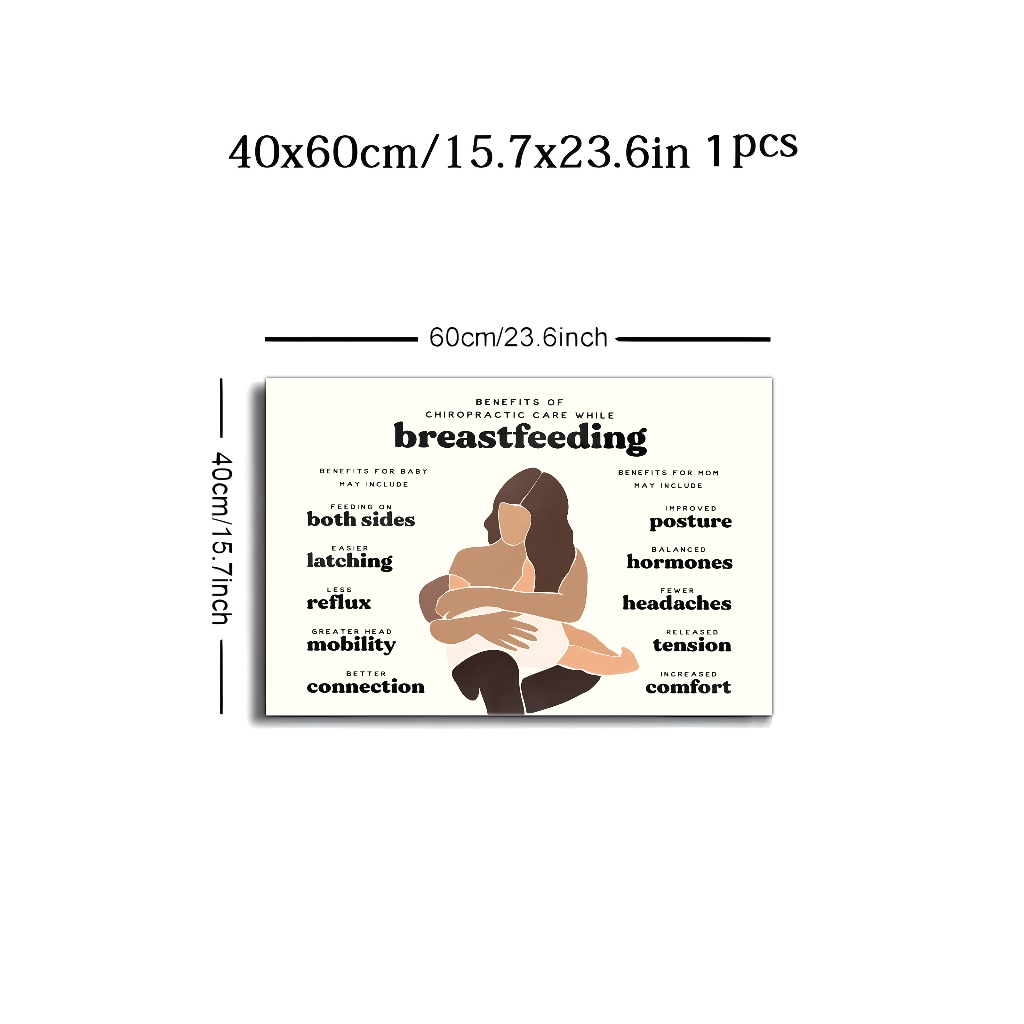 40x60cm/15.7x23.6in 1pcs
60cm/23.6inch
40cm/15.7inch
BENEFITS OF
CHIROPRACTIC CARE WHILE
breastfeeding
BENEFITS FOR BABY
MAY INCLUDE
FEEDING ON
both sides
EASIER
latching
LESS
reflux
GREATER HEAD
mobility
BETTER
connection
BENEFITS FOR MOM
MAY INCLUDE
IMPROVED
posture
BALANCED
hormones
FEWER
headaches
RELEASED
tension
INCREASED
comfort